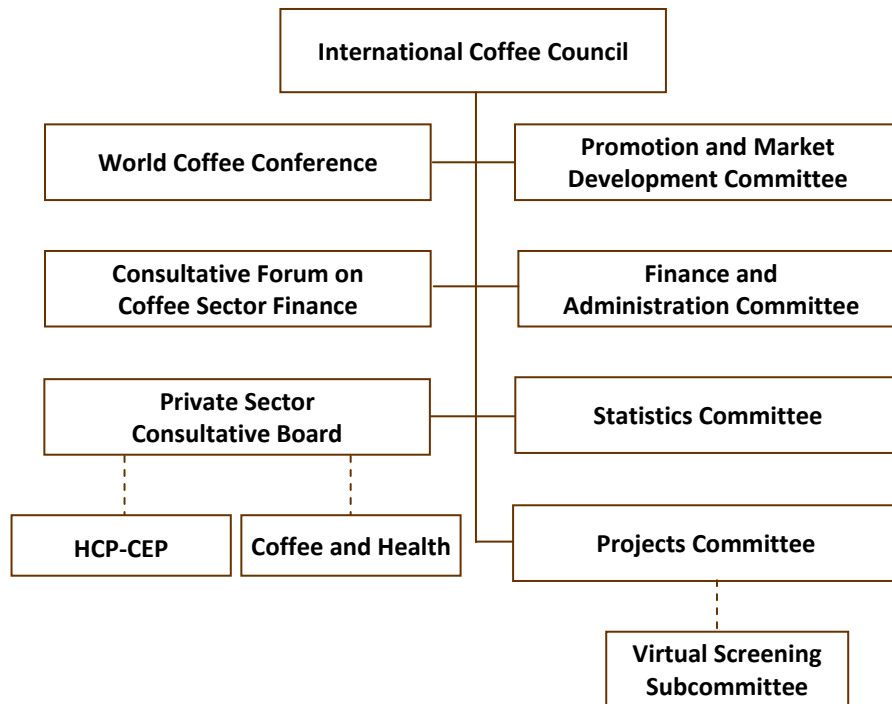 International Coffee Council
World Coffee Conference
Promotion and Market
Development Committee
Consultative Forum on
Coffee Sector Finance
Finance and
Administration Committee
Private Sector
Consultative Board
Statistics Committee
HCP-CEP
Coffee and Health
Projects Committee
Virtual Screening
Subcommittee